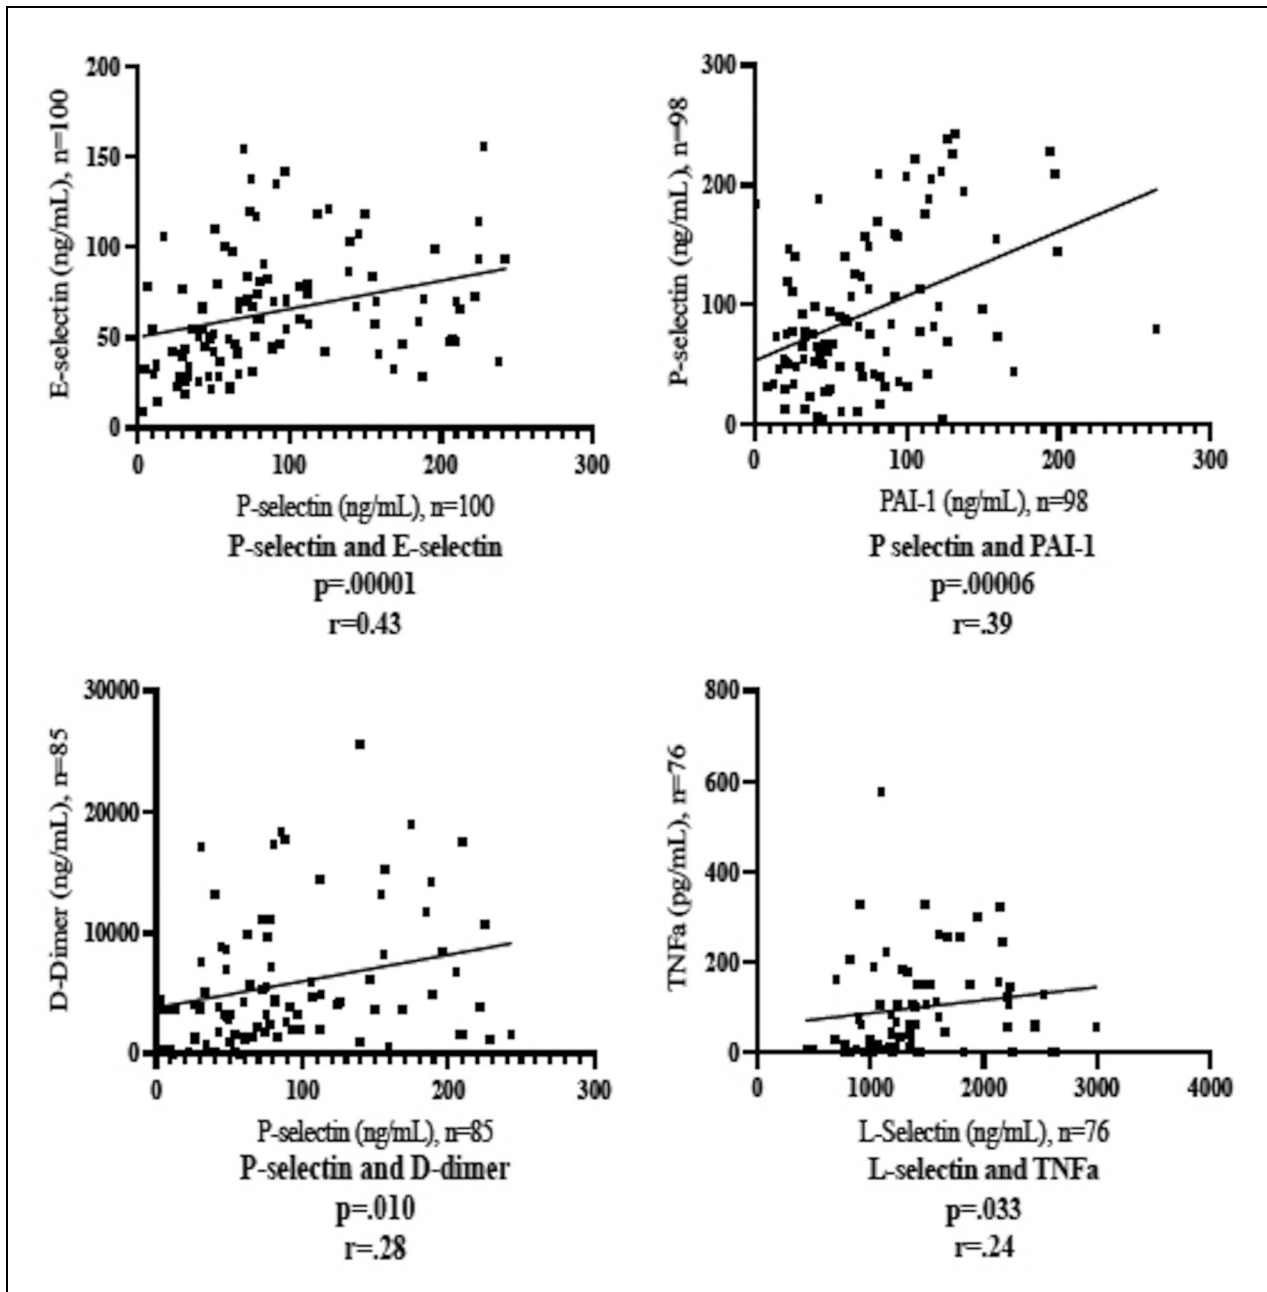 200
150
100
50
0
0 100 200 300
E-selectin (ng/mL), n=100
P-selectin (ng/mL), n=100
P-selectin and E-selectin
p=.00001
r=0.43
300
200
100
0
0 100 200 300
P-selectin (ng/mL), n=98
PAI-1 (ng/mL), n=98
P selectin and PAI-1
p=.00006
r=.39
30000
20000
10000
0
0 100 200 300
D-Dimer (ng/mL), n=85
P-selectin (ng/mL), n=85
P-selectin and D-dimer
p=.010
r=.28
800
600
400
200
0
0 1000 2000 3000 4000
TNFa (pg/mL), n=76
L-Selectin (ng/mL), n=76
L-selectin and TNFa
p=.033
r=.24